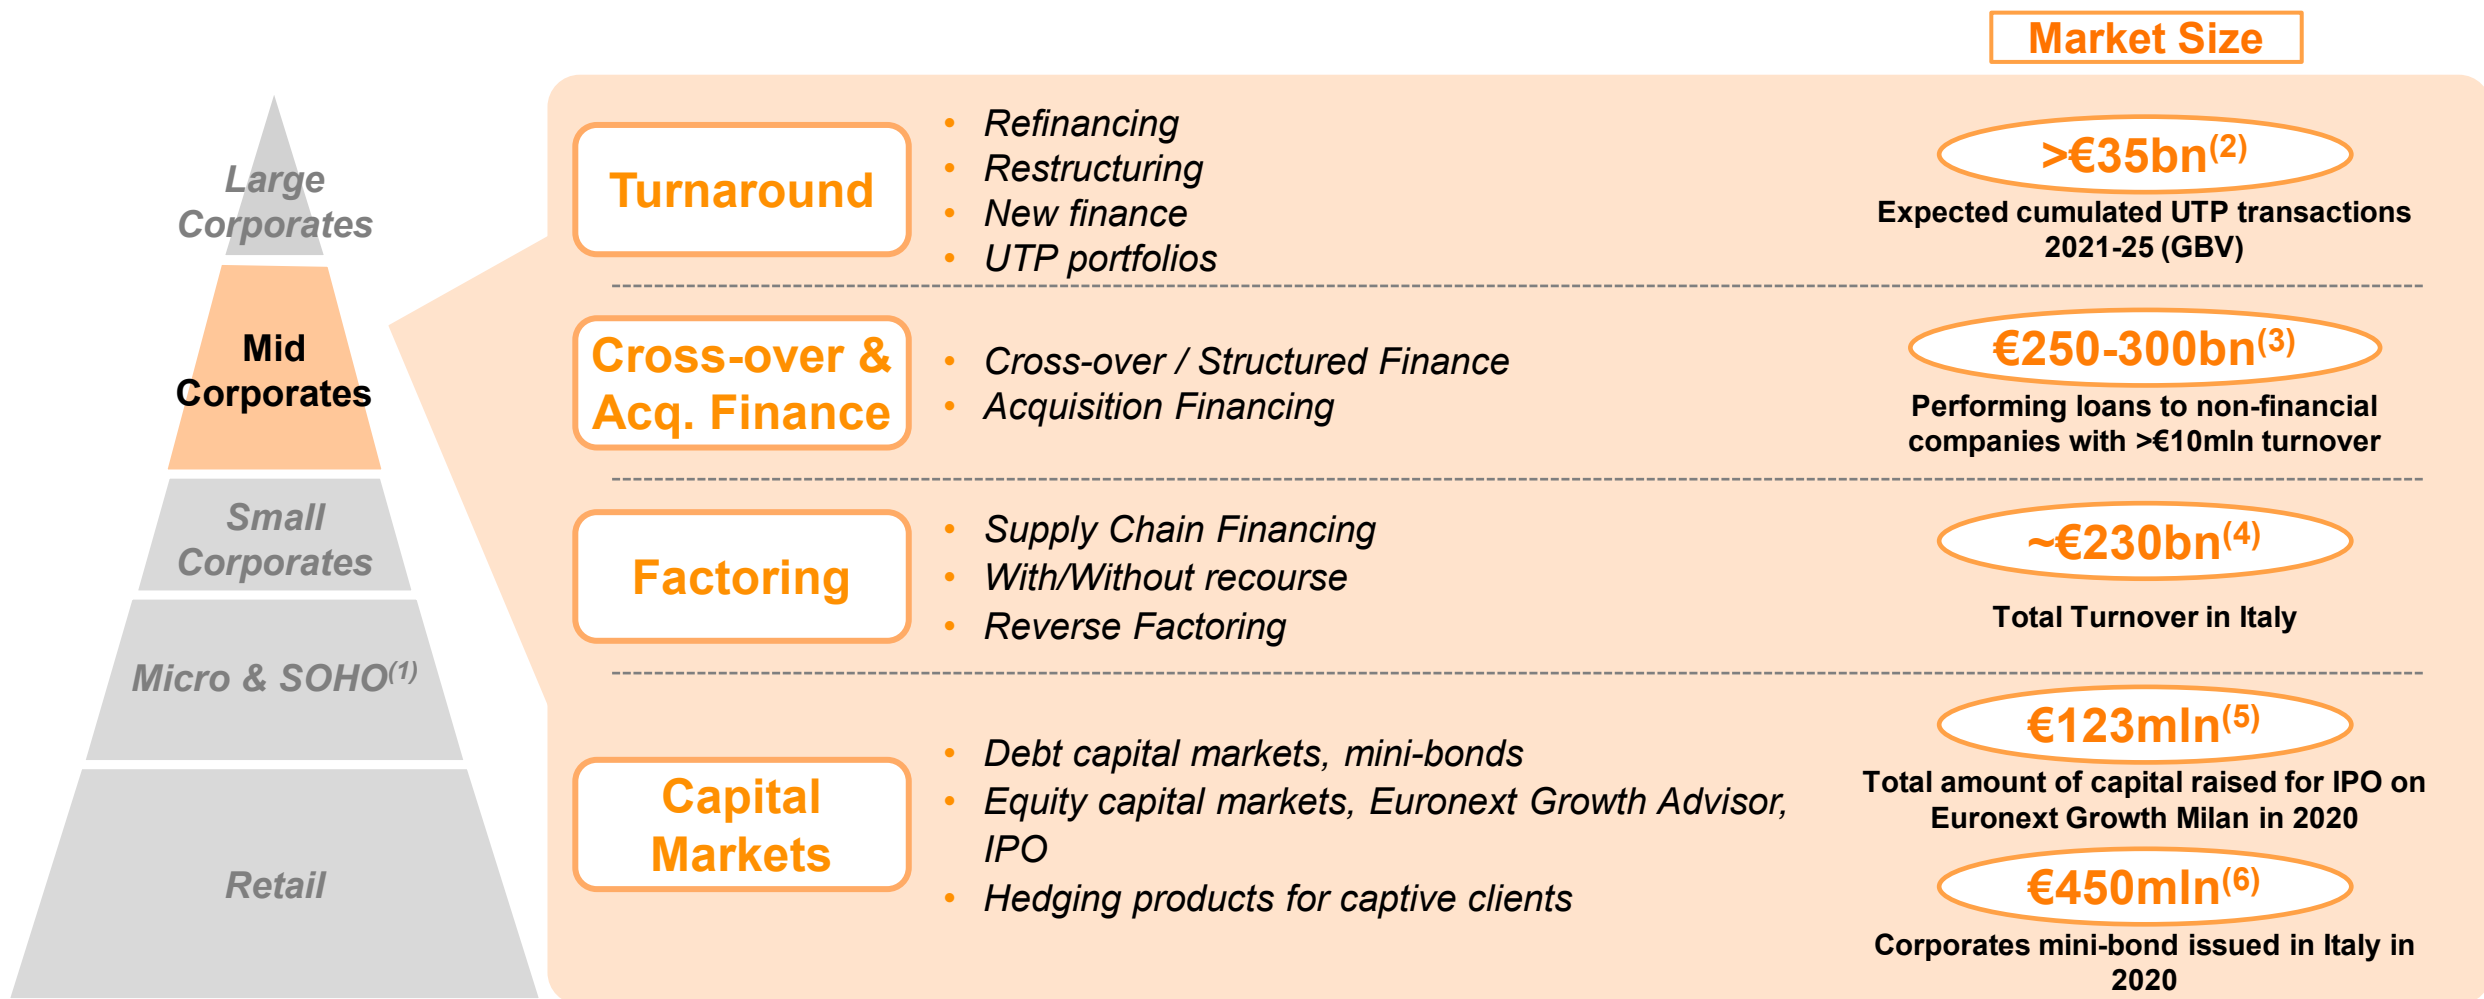 Market Size
Large
Corporates
Mid
Corporates
Small
Corporates
Micro & SOHO(1)
Retail
Turnaround
• Refinancing
• Restructuring
• New finance
• UTP portfolios
>€35bn(2)
Expected cumulated UTP transactions
2021-25 (GBV)
Cross-over &
Acq. Finance
• Cross-over / Structured Finance
• Acquisition Financing
€250-300bn(3)
Performing loans to non-financial
companies with >€10mln turnover
Factoring
• Supply Chain Financing
• With/Without recourse
• Reverse Factoring
~€230bn(4)
Total Turnover in Italy
Capital
Markets
• Debt capital markets, mini-bonds
• Equity capital markets, Euronext Growth Advisor,
IPO
• Hedging products for captive clients
€123mln(5)
Total amount of capital raised for IPO on
Euronext Growth Milan in 2020
€450mln(6)
Corporates mini-bond issued in Italy in
2020